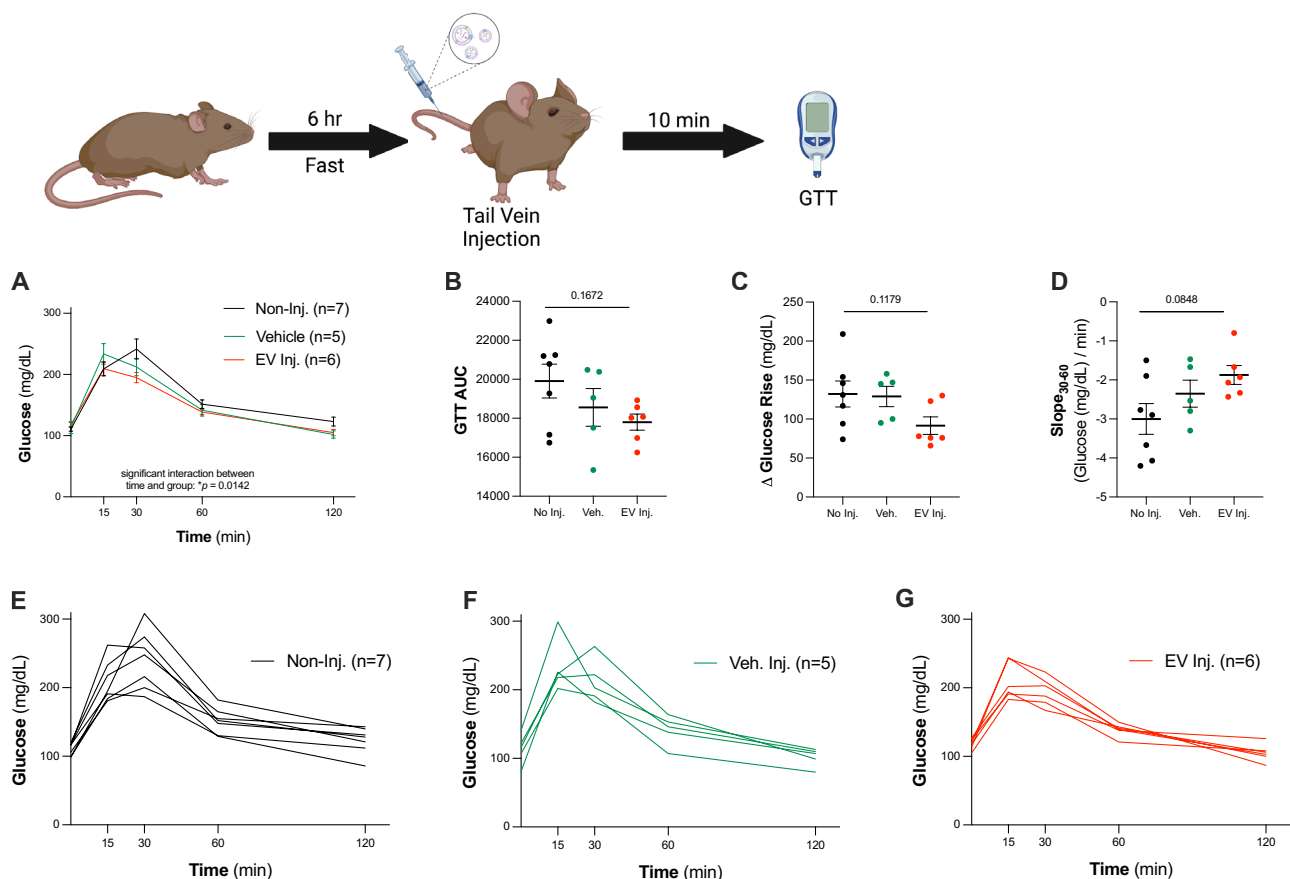 6 hr
Fast
10 min
Tail Vein
Injection
GTT
A
Glucose (mg/dL)
300
200
100
0
15
30
60
120
Time (min)
Non-Inj. (n=7)
Vehicle (n=5)
EV Inj. (n=6)
significant interaction between
time and group: *p = 0.0142
B
GTT AUC
24000
22000
20000
18000
16000
14000
0.1672
No Inj.
Veh.
EV Inj.
C
Δ Glucose Rise (mg/dL)
250
200
150
100
50
0
0.1179
No Inj.
Veh.
EV Inj.
D
Slope30-60
(Glucose (mg/dL) / min)
0
-1
-2
-3
-4
-5
0.0848
No Inj.
Veh.
EV Inj.
E
Glucose (mg/dL)
300
200
100
0
15
30
60
120
Time (min)
Non-Inj. (n=7)
F
Glucose (mg/dL)
300
200
100
0
15
30
60
120
Time (min)
Veh. Inj. (n=5)
G
Glucose (mg/dL)
300
200
100
0
15
30
60
120
Time (min)
EV Inj. (n=6)